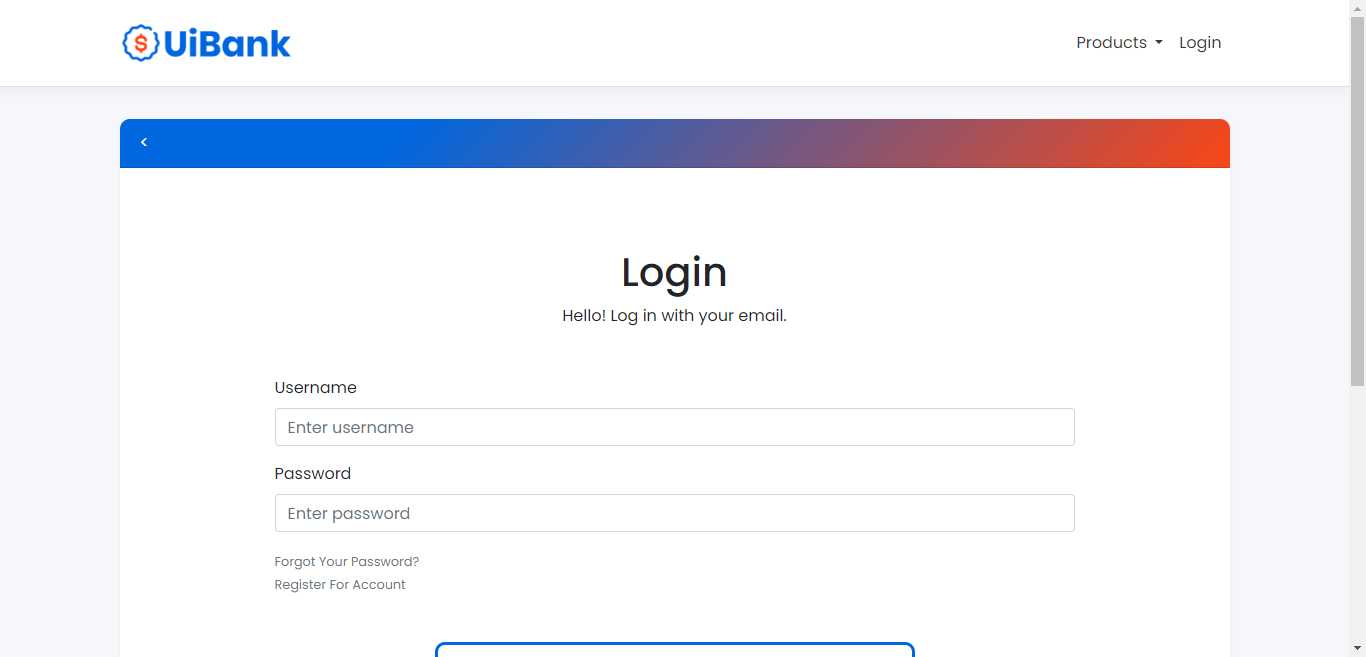 $ UiBank
Products Login
<
Login
Hello! Log in with your email.
Username
Enter username
Password
Enter password
Forgot Your Password?
Register For Account